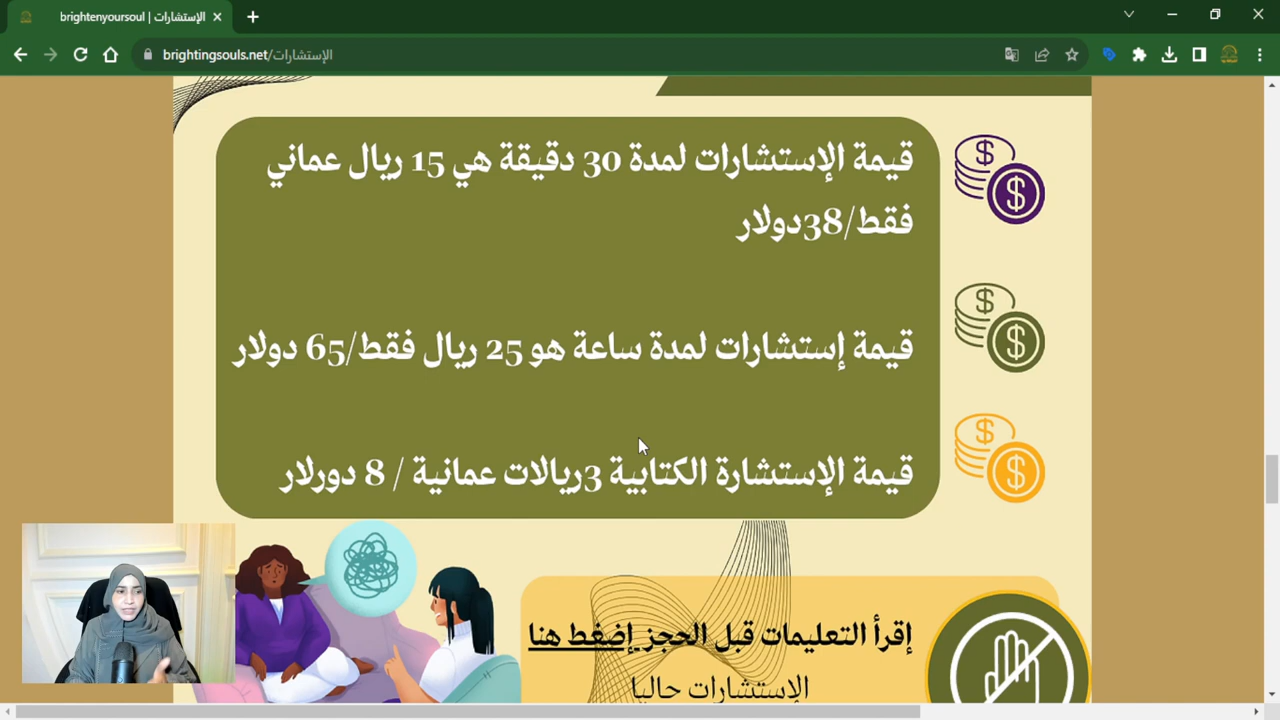 brightenyoursoul | الإستشارات
brightingsouls.net/الإستشارات
قيمة الإستشارات لمدة 30 دقيقة هي 15 ريال عماني
فقط/38دولار
قيمة إستشارات لمدة ساعة هو 25 ريال فقط/65 دولار
قيمة الإستشارة الكتابية 3ريالات عمانية / 8 دورلار
إقرأ التعليمات قبل الحجز إضغط هنا
الإستشارات حاليا